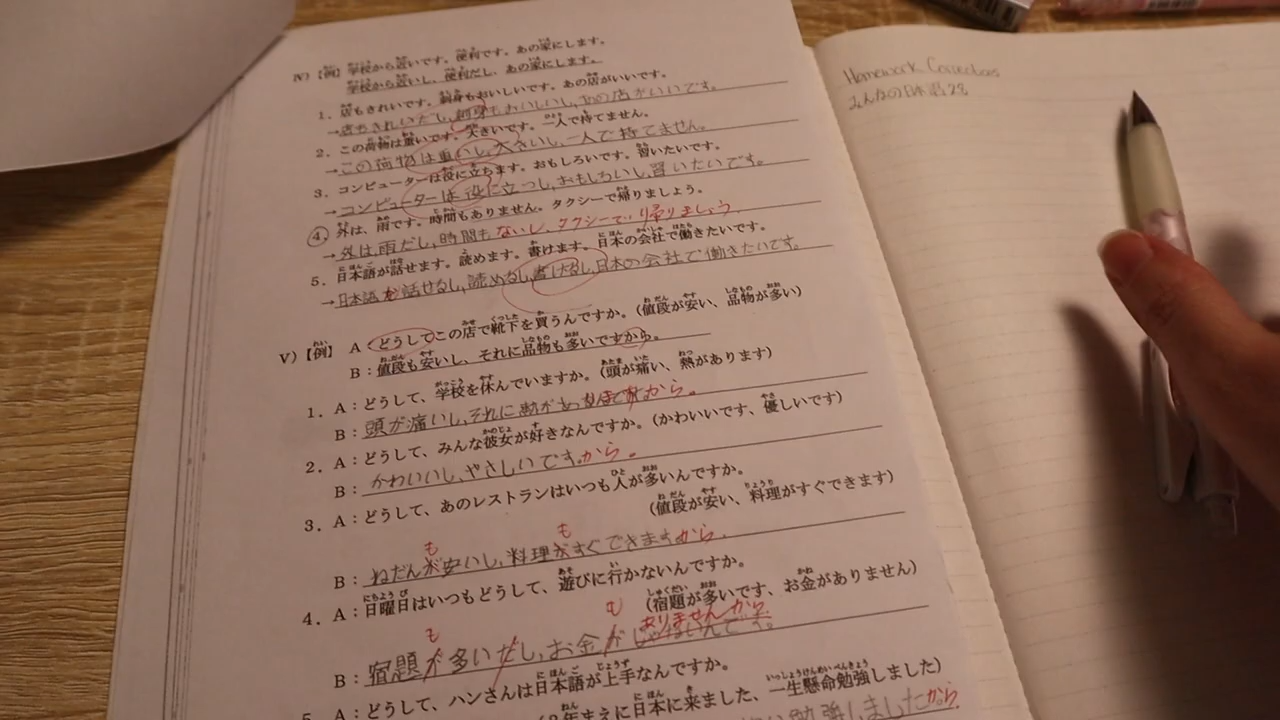 Ⅳ)【例】 学校から近いです。便利です。あの家にします。
学校から近いし、便利だし、あの家にします。
1. 店もきれいです。刺身もおいしいです。あの店がいいです。
→店もきれいだし,刺身もおいしいし,あの店がいいです。
2. この荷物は重いです。大きいです。一人で持てません。
→この荷物は重いし,大きいし,一人で持てません。
3. コンピューターは役に立ちます。おもしろいです。習いたいです。
→コンピューターは役に立つし,おもしろいし,習いたいです。
④. 外は、雨です。時間もありません。タクシーで帰りましょう。
→外は,雨だし,時間もないし,タクシーで帰りましょう
5. 日本語が話せます。読めます。書けます。日本の会社で働きたいです。
→日本語が話せるし,読めるし,書けるし,日本の会社で働きたいです。
Ⅴ)【例】 A どうしてこの店で靴下を買うんですか。(値段が安い、品物が多い)
B:値段も安いし、それに品物も多いですから。
1. A:どうして、学校を休んでいますか。(頭が痛い、熱があります)
B:頭が痛いし,それに熱があ から。
2. A:どうして、みんな彼女が好きなんですか。(かわいいです、優しいです)
B:かわいいし,やさしいです。から。
3. A:どうして、あのレストランはいつも人が多いんですか。
(値段が安い、料理がすぐできます)
も も
B:ねだんが安いし,料理がすぐできますから.
4. A:日曜日はいつもどうして、遊びに行かないんですか。
(宿題が多いです、お金がありません)
も も ありませんから
B:宿題が多いだし,お金が
5. A:どうして、ハンさんは日本語が上手なんですか。
年まえに日本に来ました、一生懸命勉強しました)
勉強しましたから
Homework Corrections
みんなの日本語